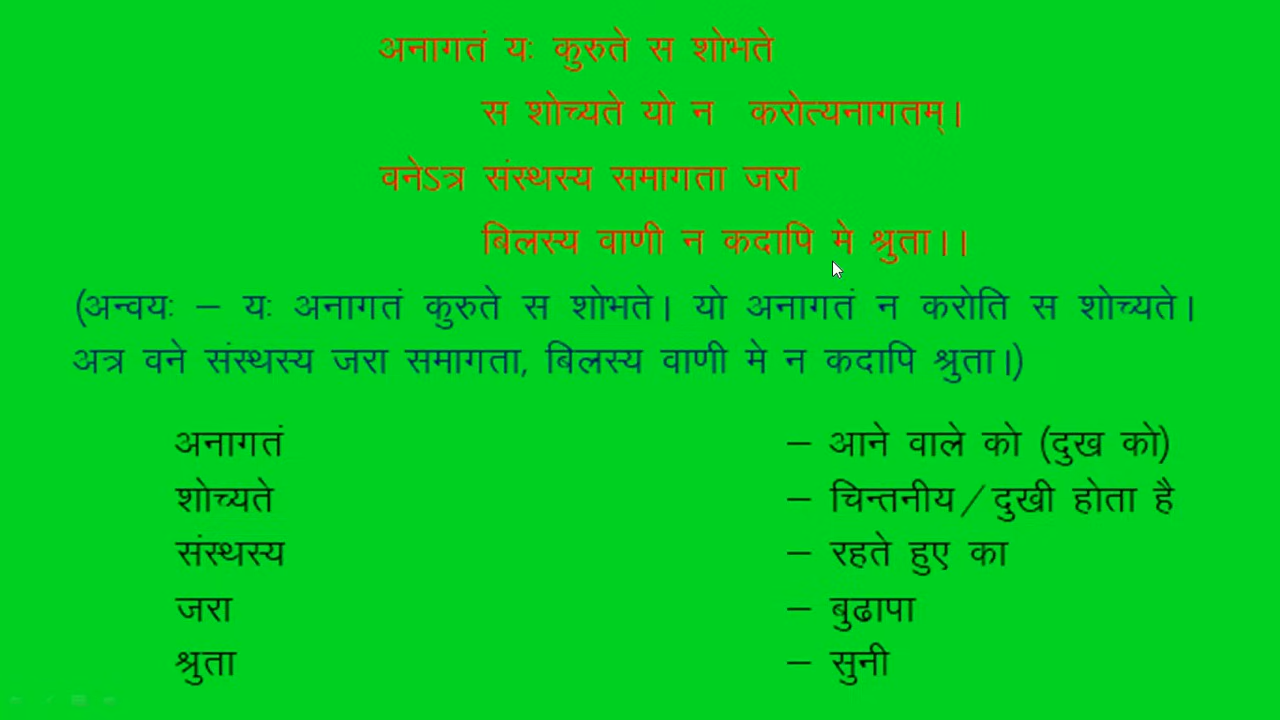 अनागतं यः कुरुते स शोभते
स शोच्यते यो न करोत्यनागतम्।
वनेऽत्र संस्थस्य समागता जरा
बिलस्य वाणी न कदापि मे श्रुता।।
(अन्वयः – यः अनागतं कुरुते स शोभते। यो अनागतं न करोति स शोच्यते।
अत्र वने संस्थस्य जरा समागता, बिलस्य वाणी मे न कदापि श्रुता।)
अनागतं – आने वाले को (दुख को)
शोच्यते – चिन्तनीय/दुखी होता है
संस्थस्य – रहते हुए का
जरा – बुढापा
श्रुता – सुनी